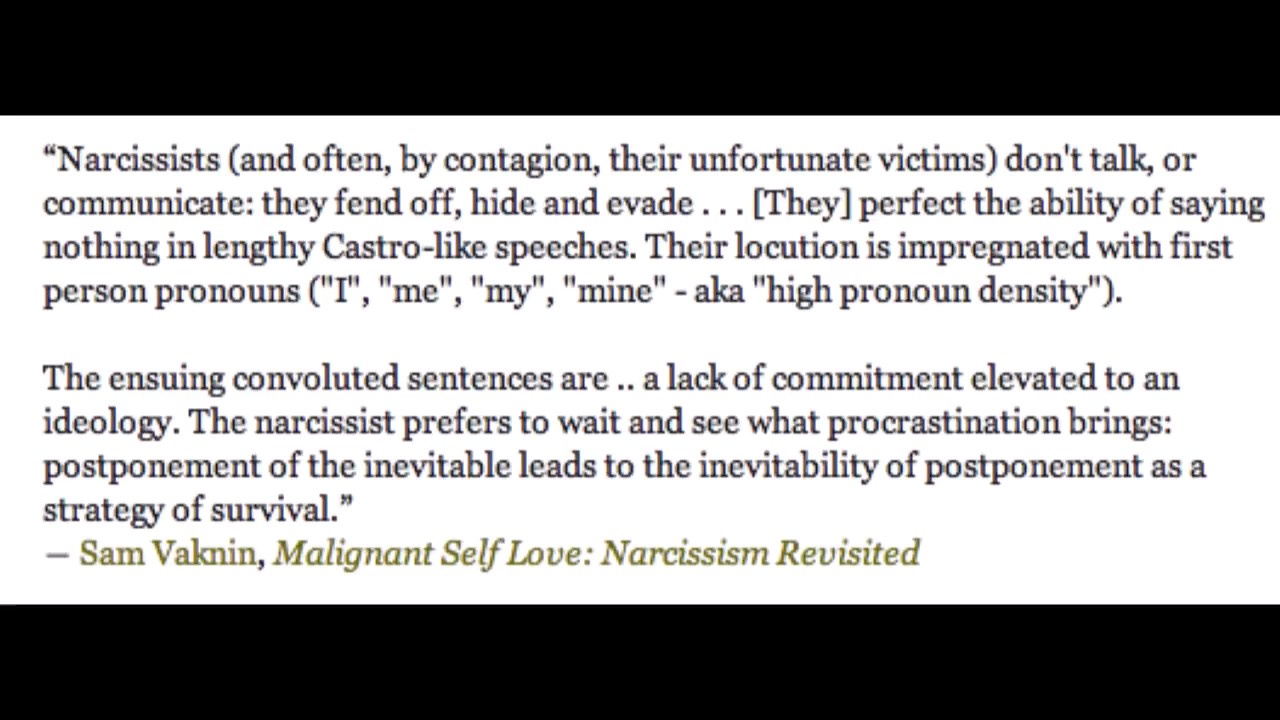 “Narcissists (and often, by contagion, their unfortunate victims) don't talk, or
communicate: they fend off, hide and evade . . . [They] perfect the ability of saying
nothing in lengthy Castro-like speeches. Their locution is impregnated with first
person pronouns ("I", "me", "my", "mine" - aka "high pronoun density").
The ensuing convoluted sentences are .. a lack of commitment elevated to an
ideology. The narcissist prefers to wait and see what procrastination brings:
postponement of the inevitable leads to the inevitability of postponement as a
strategy of survival.”
— Sam Vaknin, Malignant Self Love: Narcissism Revisited